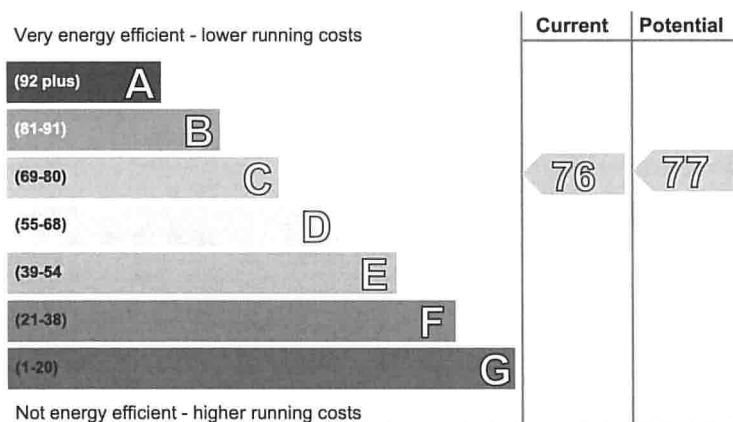 Current Potential
Very energy efficient - lower running costs
(92 plus) A
(81-91) B
(69-80) C 76 77
(55-68) D
(39-54 E
(21-38) F
(1-20) G
Not energy efficient - higher running costs